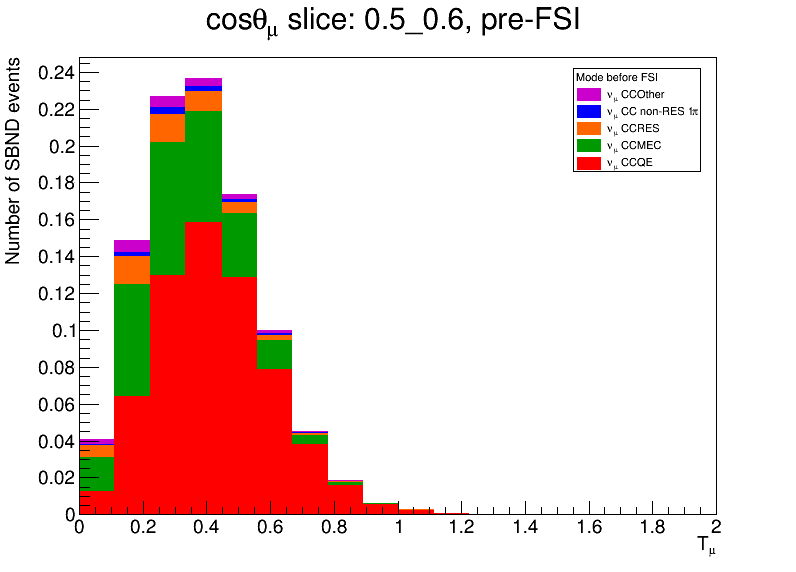 cosθμ slice: 0.5_0.6, pre-FSI
Number of SBND events
0.24
0.22
0.2
0.18
0.16
0.14
0.12
0.1
0.08
0.06
0.04
0.02
0
Mode before FSI
νμ CCOther
νμ CC non-RES 1π
νμ CCRES
νμ CCMEC
νμ CCQE
0 0.2 0.4 0.6 0.8 1 1.2 1.4 1.6 1.8 2
Tμ